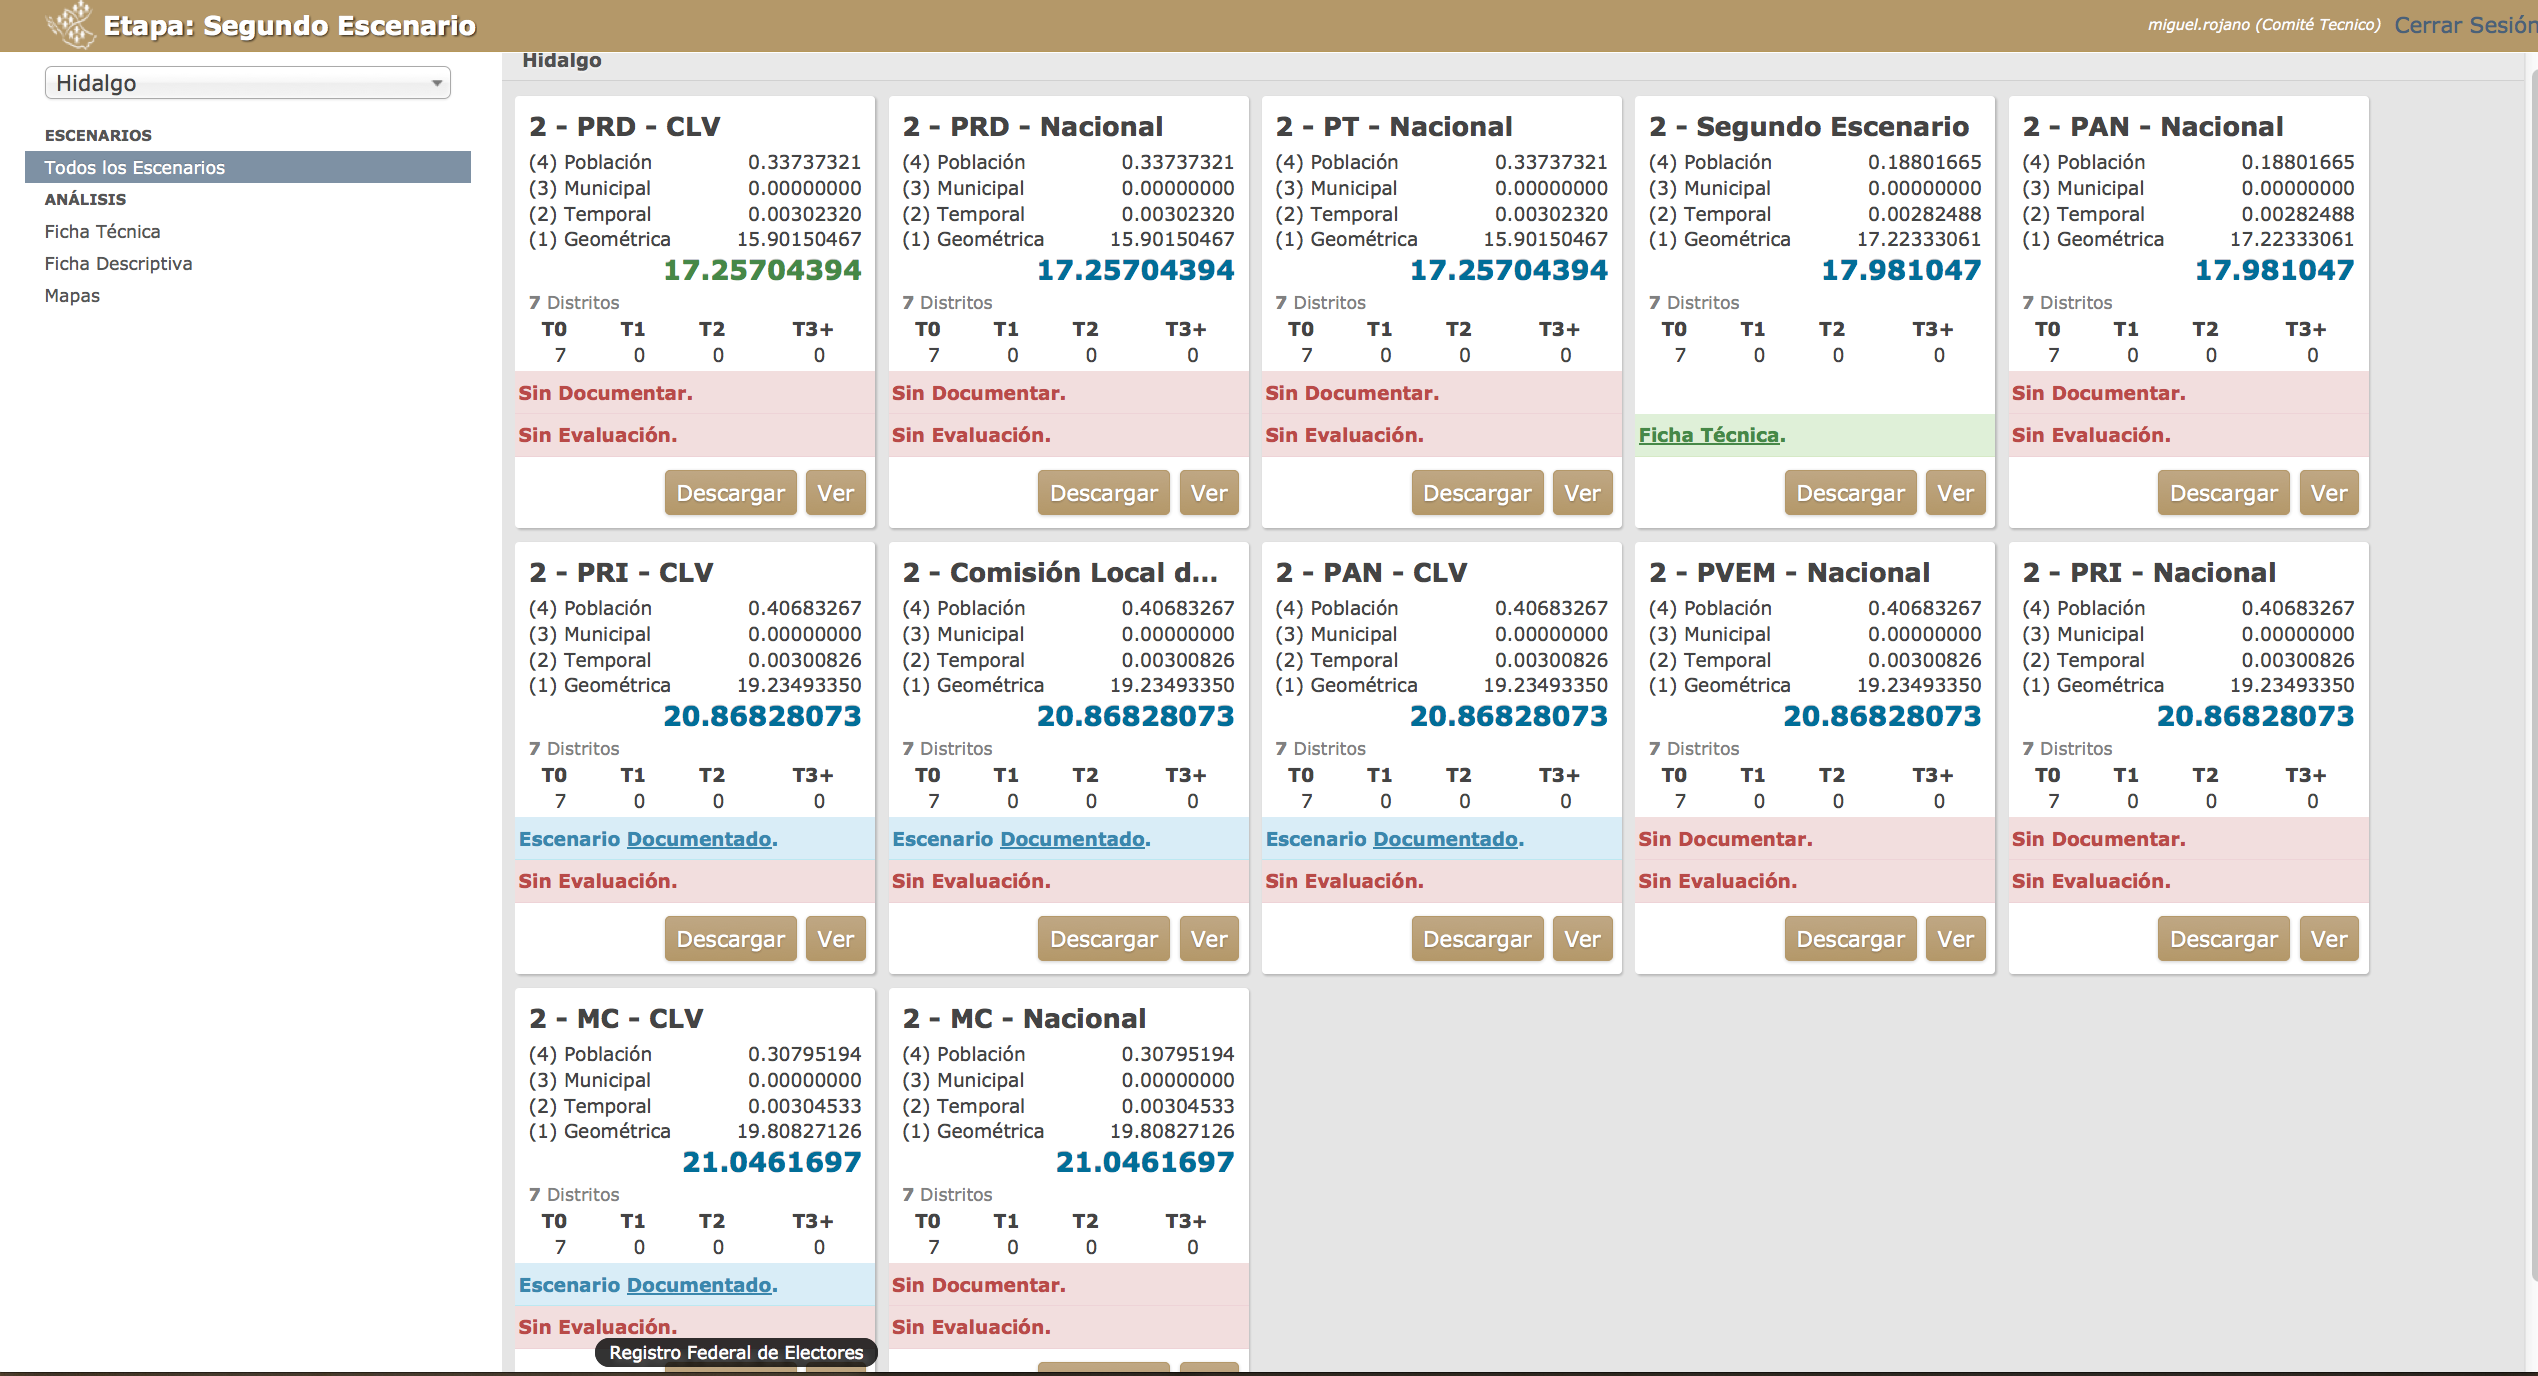 Etapa: Segundo Escenario
miguel.rojano (Comité Tecnico) Cerrar Sesión
Hidalgo
ESCENARIOS
Todos los Escenarios
ANÁLISIS
Ficha Técnica
Ficha Descriptiva
Mapas
Hidalgo
2 - PRD - CLV
(4) Población 0.33737321
(3) Municipal 0.00000000
(2) Temporal 0.00302320
(1) Geométrica 15.90150467
17.25704394
7 Distritos
T0 T1 T2 T3+
7 0 0 0
Sin Documentar.
Sin Evaluación.
Descargar Ver
2 - PRD - Nacional
(4) Población 0.33737321
(3) Municipal 0.00000000
(2) Temporal 0.00302320
(1) Geométrica 15.90150467
17.25704394
7 Distritos
T0 T1 T2 T3+
7 0 0 0
Sin Documentar.
Sin Evaluación.
Descargar Ver
2 - PT - Nacional
(4) Población 0.33737321
(3) Municipal 0.00000000
(2) Temporal 0.00302320
(1) Geométrica 15.90150467
17.25704394
7 Distritos
T0 T1 T2 T3+
7 0 0 0
Sin Documentar.
Sin Evaluación.
Descargar Ver
2 - Segundo Escenario
(4) Población 0.18801665
(3) Municipal 0.00000000
(2) Temporal 0.00282488
(1) Geométrica 17.22333061
17.981047
7 Distritos
T0 T1 T2 T3+
7 0 0 0
Ficha Técnica.
Descargar Ver
2 - PAN - Nacional
(4) Población 0.18801665
(3) Municipal 0.00000000
(2) Temporal 0.00282488
(1) Geométrica 17.22333061
17.981047
7 Distritos
T0 T1 T2 T3+
7 0 0 0
Sin Documentar.
Sin Evaluación.
Descargar Ver
2 - PRI - CLV
(4) Población 0.40683267
(3) Municipal 0.00000000
(2) Temporal 0.00300826
(1) Geométrica 19.23493350
20.86828073
7 Distritos
T0 T1 T2 T3+
7 0 0 0
Escenario Documentado.
Sin Evaluación.
Descargar Ver
2 - Comisión Local d...
(4) Población 0.40683267
(3) Municipal 0.00000000
(2) Temporal 0.00300826
(1) Geométrica 19.23493350
20.86828073
7 Distritos
T0 T1 T2 T3+
7 0 0 0
Escenario Documentado.
Sin Evaluación.
Descargar Ver
2 - PAN - CLV
(4) Población 0.40683267
(3) Municipal 0.00000000
(2) Temporal 0.00300826
(1) Geométrica 19.23493350
20.86828073
7 Distritos
T0 T1 T2 T3+
7 0 0 0
Escenario Documentado.
Sin Evaluación.
Descargar Ver
2 - PVEM - Nacional
(4) Población 0.40683267
(3) Municipal 0.00000000
(2) Temporal 0.00300826
(1) Geométrica 19.23493350
20.86828073
7 Distritos
T0 T1 T2 T3+
7 0 0 0
Sin Documentar.
Sin Evaluación.
Descargar Ver
2 - PRI - Nacional
(4) Población 0.40683267
(3) Municipal 0.00000000
(2) Temporal 0.00300826
(1) Geométrica 19.23493350
20.86828073
7 Distritos
T0 T1 T2 T3+
7 0 0 0
Sin Documentar.
Sin Evaluación.
Descargar Ver
2 - MC - CLV
(4) Población 0.30795194
(3) Municipal 0.00000000
(2) Temporal 0.00304533
(1) Geométrica 19.80827126
21.0461697
7 Distritos
T0 T1 T2 T3+
7 0 0 0
Escenario Documentado.
Sin Evaluación.
2 - MC - Nacional
(4) Población 0.30795194
(3) Municipal 0.00000000
(2) Temporal 0.00304533
(1) Geométrica 19.80827126
21.0461697
7 Distritos
T0 T1 T2 T3+
7 0 0 0
Sin Documentar.
Sin Evaluación.
Registro Federal de Electores